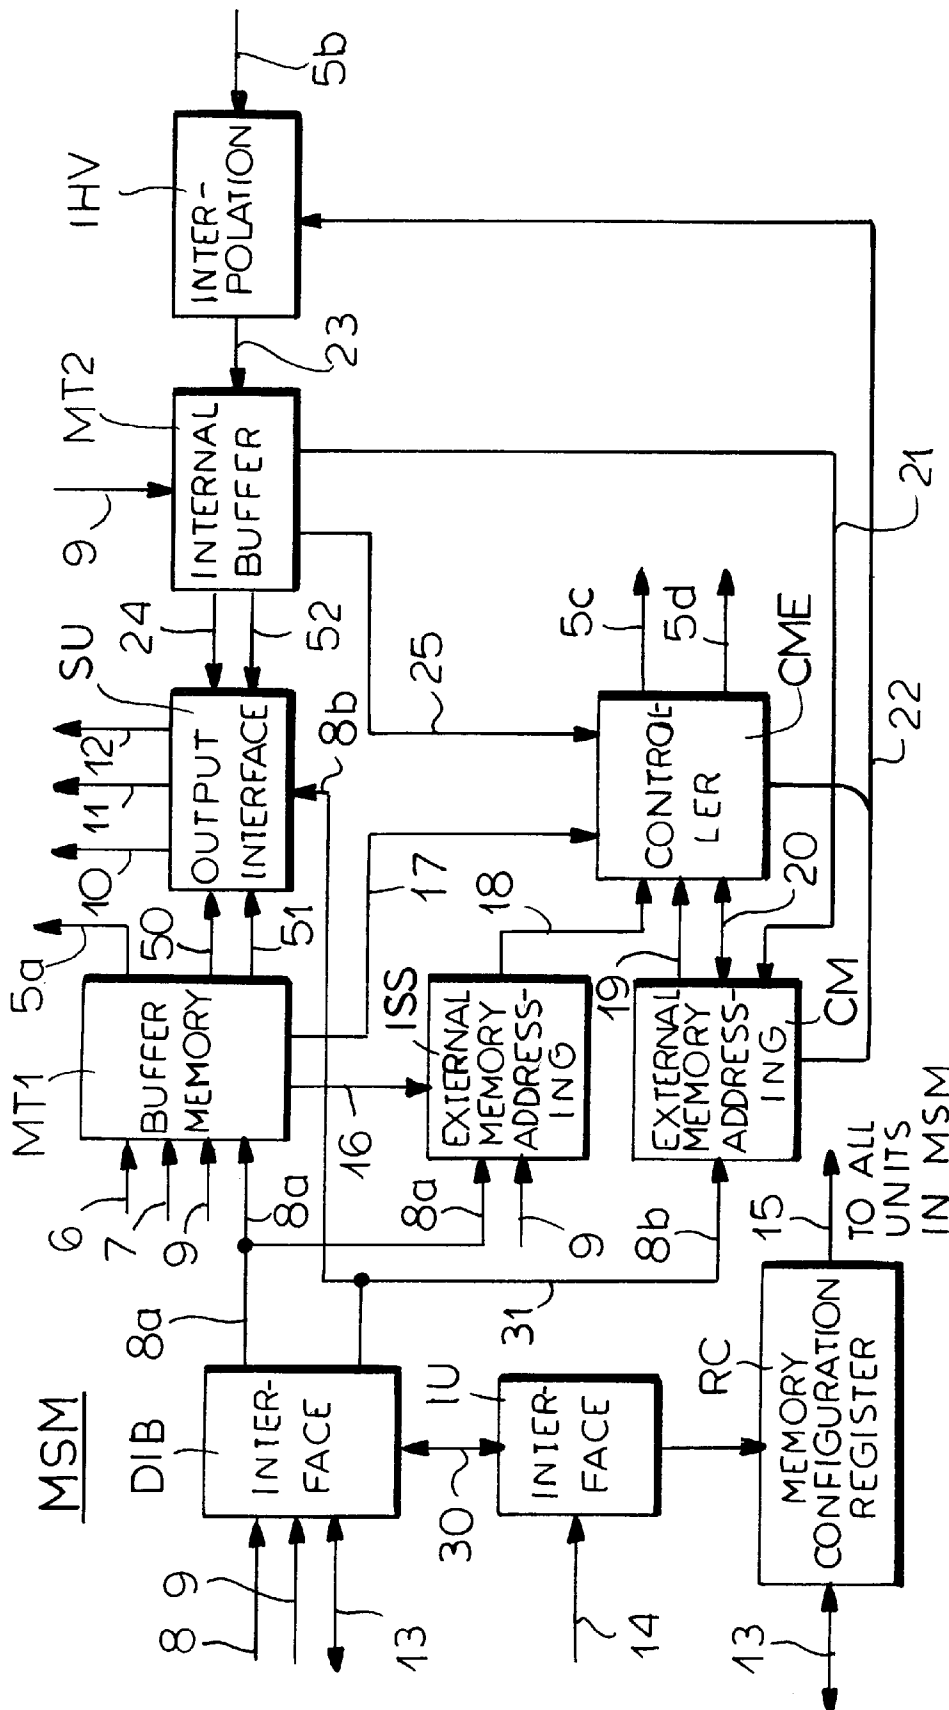 MSM
DIB
INTER-
FACE
8
9
13
8a
30
IU
INTER-
FACE
14
RC
MEMORY
CONFIGURATION
REGISTER
13
15
TO ALL
UNITS
IN MSM
31
MT1
BUFFER
MEMORY
6
7
9
8a
5a
50
51
16
17
ISS
EXTERNAL
MEMORY
ADDRESS-
ING
8a
9
18
EXTERNAL
MEMORY
ADDRESS-
ING
8b
CM
19
20
SU
OUTPUT
INTERFACE
10
11
12
8b
24
52
25
CONTROL-
LER
CME
5c
5d
22
21
MT2
INTERNAL
BUFFER
9
23
IHV
INTER-
POLATION
5b